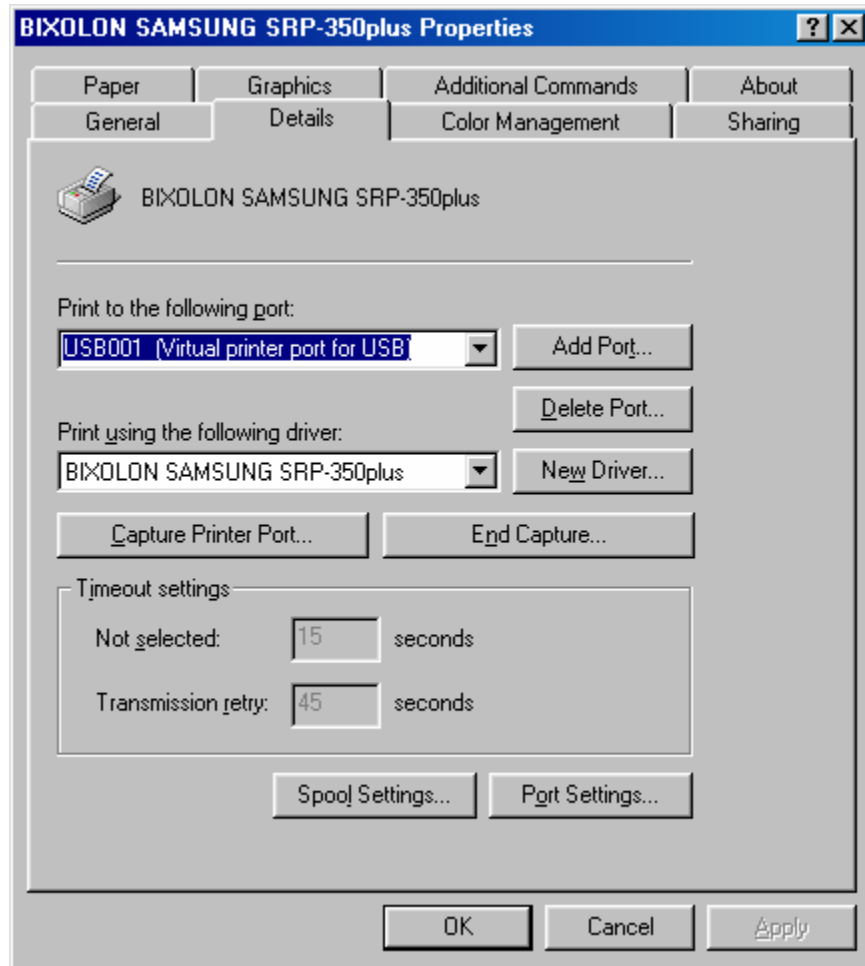 BIXOLON SAMSUNG SRP-350plus Properties
Paper Graphics Additional Commands About
General Details Color Management Sharing
BIXOLON SAMSUNG SRP-350plus
Print to the following port:
USB001 (Virtual printer port for USB) Add Port...
Delete Port...
Print using the following driver:
BIXOLON SAMSUNG SRP-350plus New Driver...
Capture Printer Port... End Capture...
Timeout settings
Not selected: 15 seconds
Transmission retry: 45 seconds
Spool Settings... Port Settings...
OK Cancel Apply